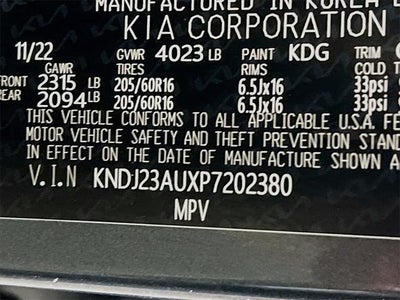 MANUFACTURED IN KOREA
KIA CORPORATION
11/22 GVWR 4023 LB PAINT KDG TRIM
GAWR TIRES RIMS COLD
FRONT 2315 LB 205/60R16 6.5Jx16 33psi
REAR 2094 LB 205/60R16 6.5Jx16 33psi
THIS VEHICLE CONFORMS TO ALL APPLICABLE U.S.A.
MOTOR VEHICLE SAFETY AND THEFT PREVENTION
IN EFFECT ON THE DATE OF MANUFACTURE SHOWN
V.I.N KNDJ23AUXP7202380
MPV